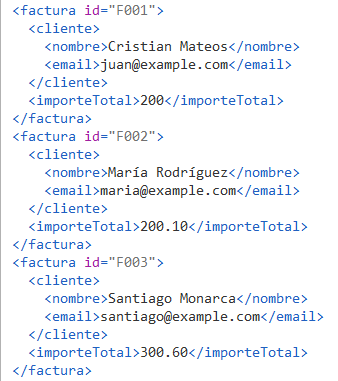 <factura id="F001">
<cliente>
<nombre>Cristian Mateos</nombre>
<email>juan@example.com</email>
</cliente>
<importeTotal>200</importeTotal>
</factura>
<factura id="F002">
<cliente>
<nombre>María Rodríguez</nombre>
<email>maria@example.com</email>
</cliente>
<importeTotal>200.10</importeTotal>
</factura>
<factura id="F003">
<cliente>
<nombre>Santiago Monarca</nombre>
<email>santiago@example.com</email>
</cliente>
<importeTotal>300.60</importeTotal>
</factura>